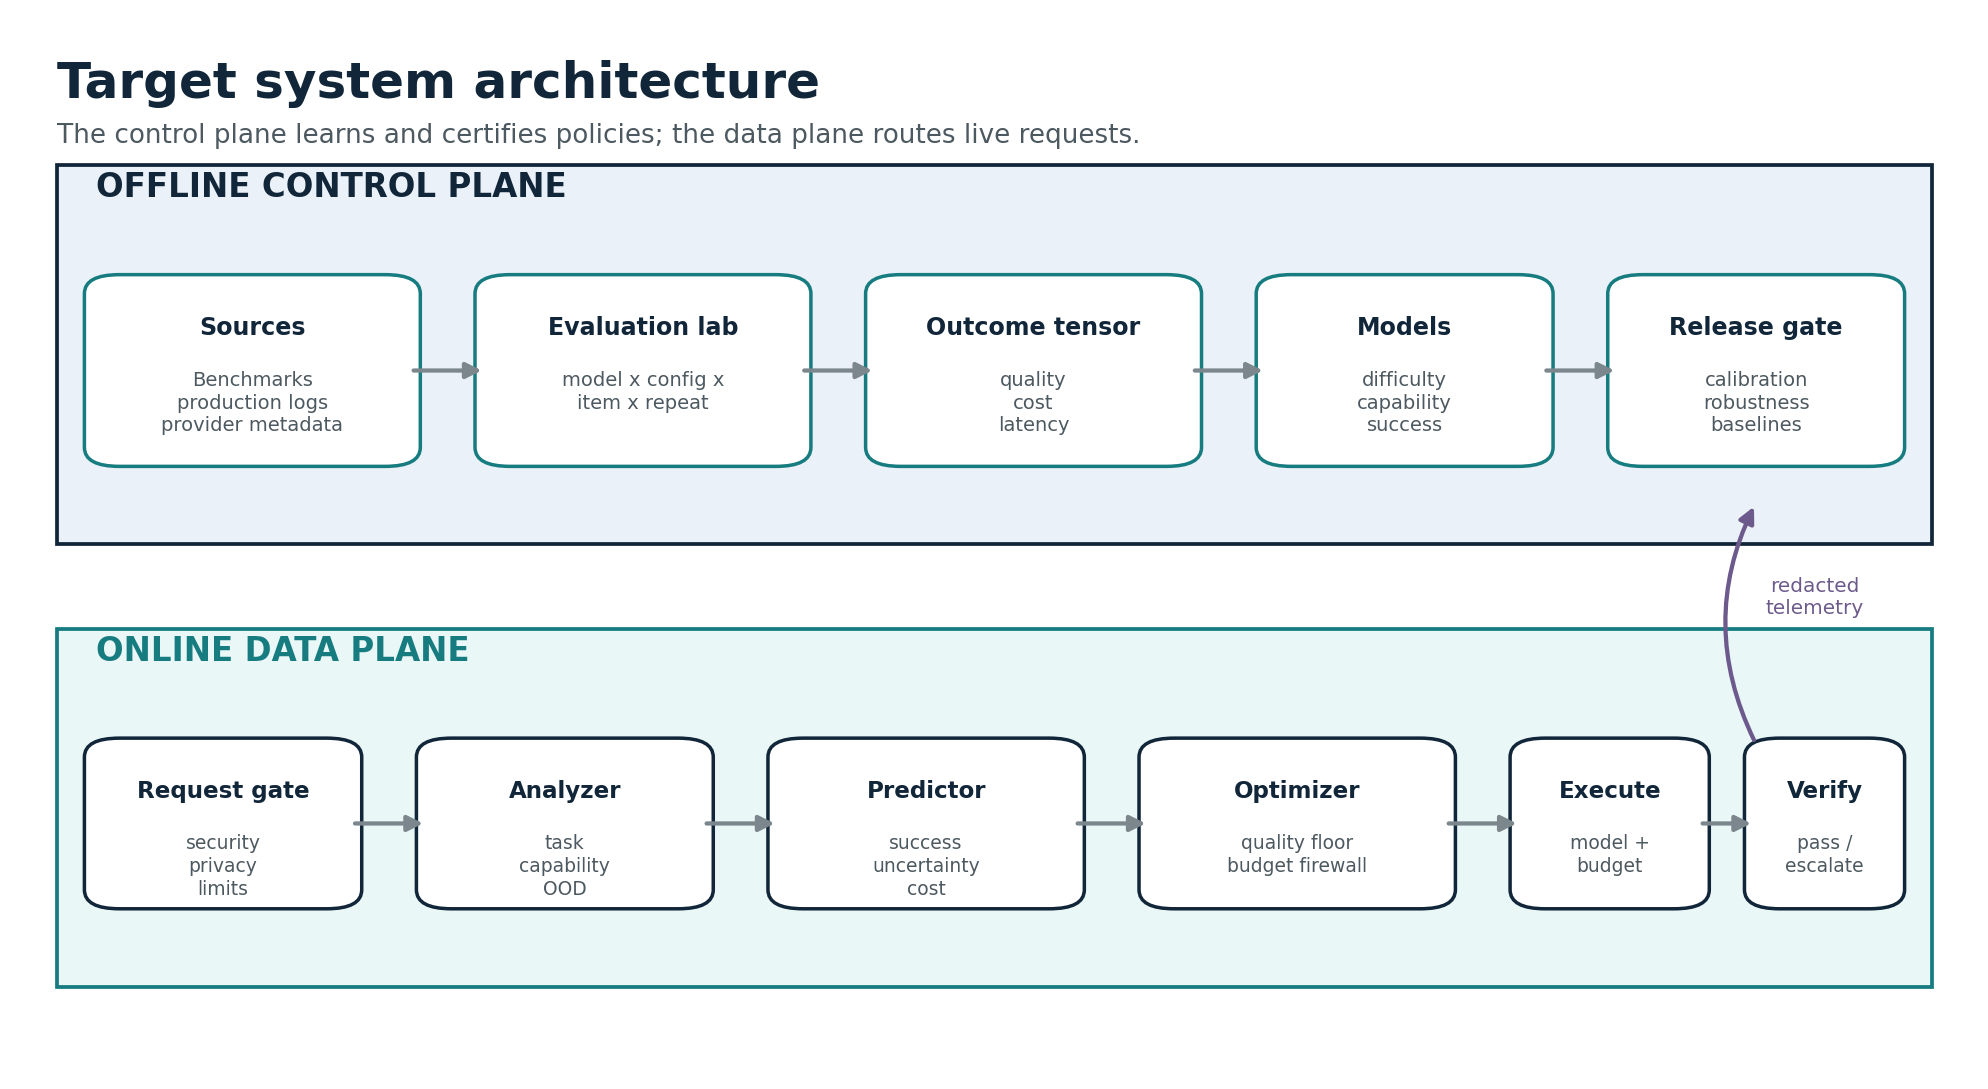 Target system architecture
The control plane learns and certifies policies; the data plane routes live requests.
OFFLINE CONTROL PLANE
Sources
Benchmarks
production logs
provider metadata
Evaluation lab
model x config x
item x repeat
Outcome tensor
quality
cost
latency
Models
difficulty
capability
success
Release gate
calibration
robustness
baselines
redacted
telemetry
ONLINE DATA PLANE
Request gate
security
privacy
limits
Analyzer
task
capability
OOD
Predictor
success
uncertainty
cost
Optimizer
quality floor
budget firewall
Execute
model +
budget
Verify
pass /
escalate